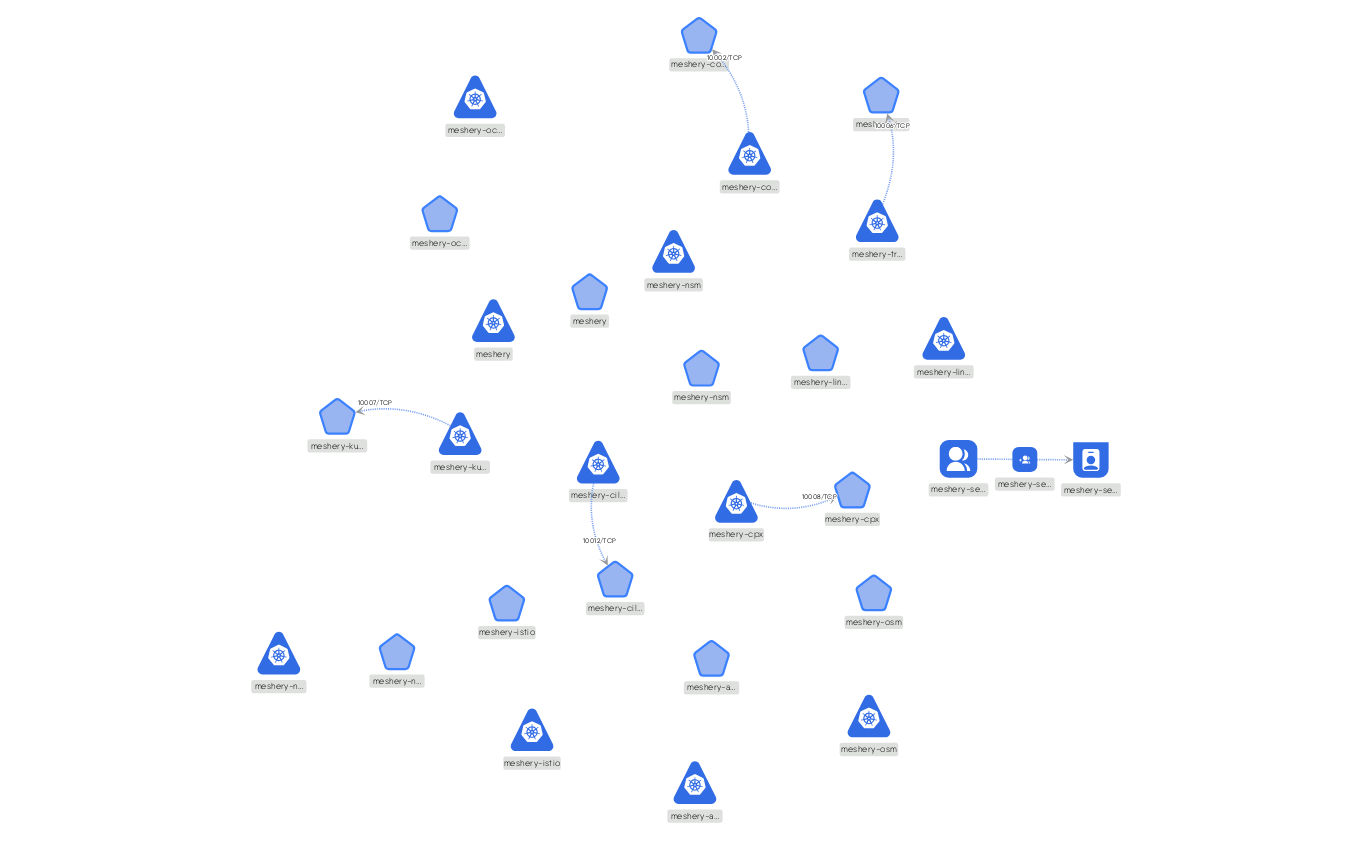 10002/TCP
meshery-co...
meshery-oc...
10006/TCP
meshery-co...
meshery-oc...
meshery-tr...
meshery-nsm
meshery
meshery
meshery-lin...
meshery-lin...
meshery-nsm
10007/TCP
meshery-ku...
meshery-ku...
meshery-se...
meshery-se...
meshery-se...
meshery-cil...
10008/TCP
meshery-cpx
meshery-cpx
10012/TCP
meshery-cil...
meshery-osm
meshery-istio
meshery-n...
meshery-n...
meshery-a...
meshery-osm
meshery-istio
meshery-a...